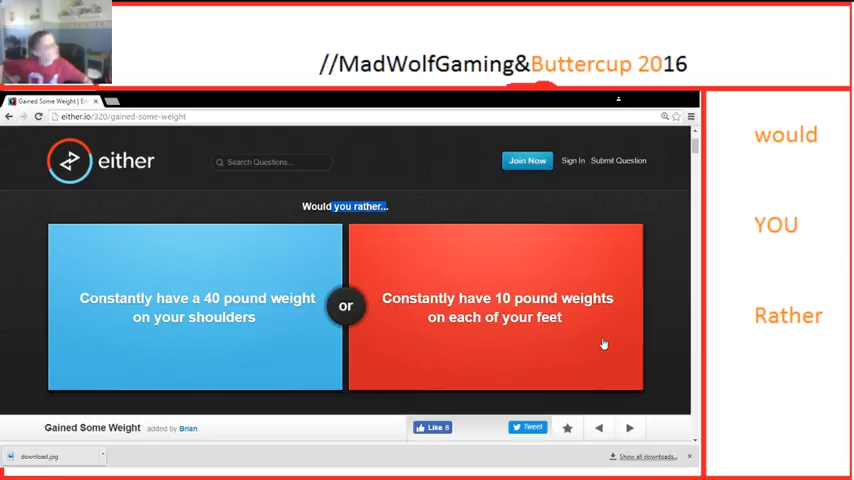 //MadWolfGaming&Buttercup 2016
Gained Some Weight | Ei
either.io/320/gained-some-weight
either
Search Questions...
Join Now
Sign In
Submit Question
Would you rather...
Constantly have a 40 pound weight
on your shoulders
or
Constantly have 10 pound weights
on each of your feet
Gained Some Weight added by Brian
Like 8
Tweet
download.jpg
Show all downloads...
would
YOU
Rather